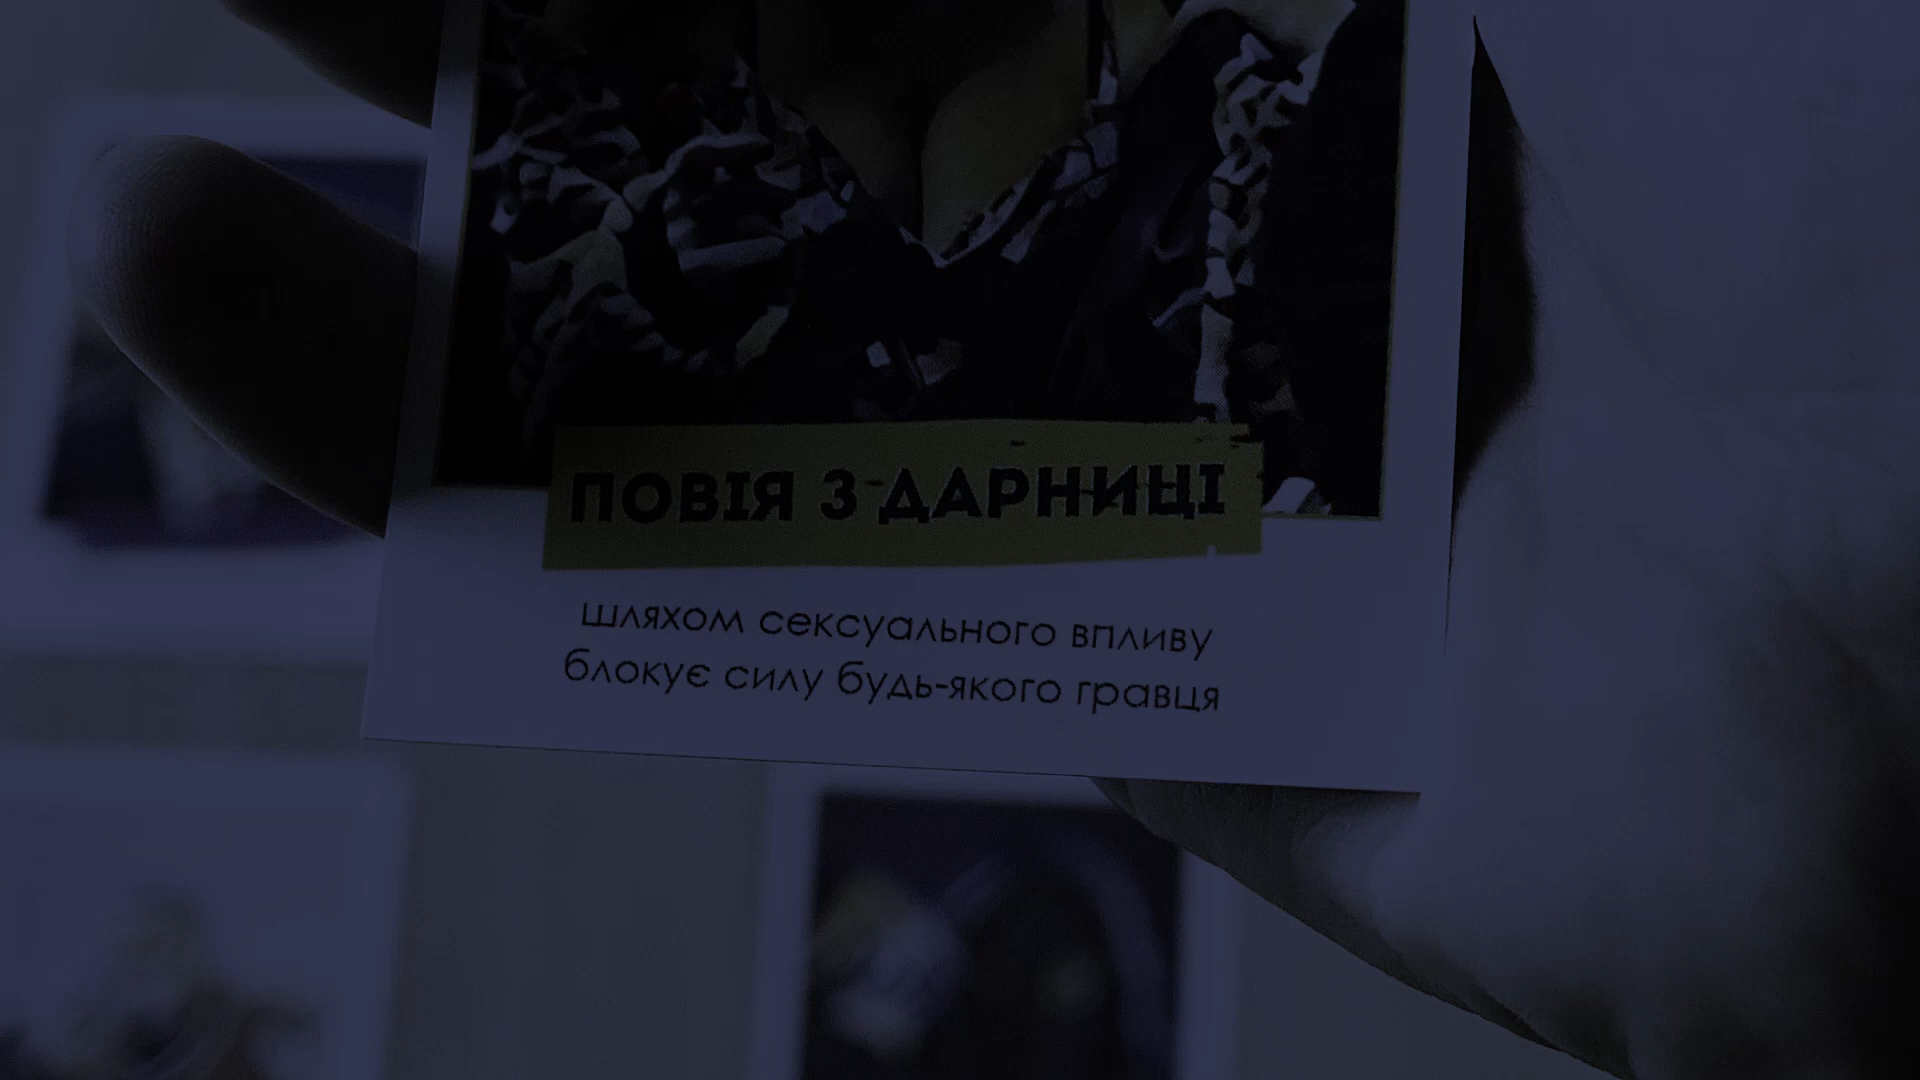 ПОВІЯ З ДАРНИЦІ
шляхом сексуального впливу
блокує силу будь-якого гравця